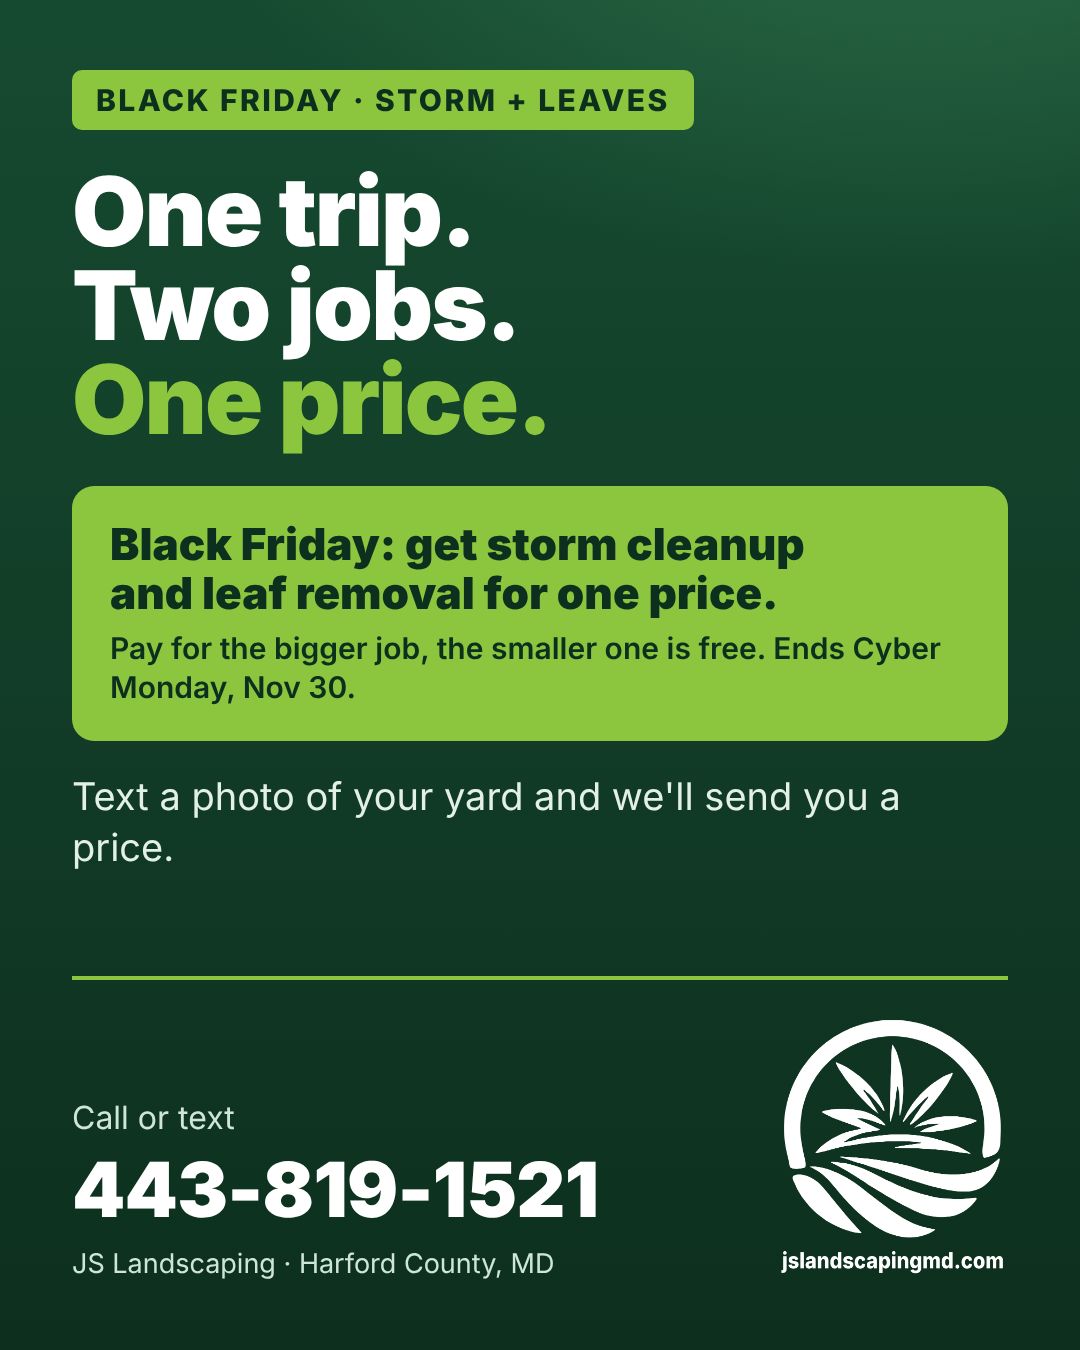 BLACK FRIDAY · STORM + LEAVES
One trip.
Two jobs.
One price.
Black Friday: get storm cleanup
and leaf removal for one price.
Pay for the bigger job, the smaller one is free. Ends Cyber
Monday, Nov 30.
Text a photo of your yard and we'll send you a
price.
Call or text
443-819-1521
JS Landscaping · Harford County, MD
jslandscapingmd.com